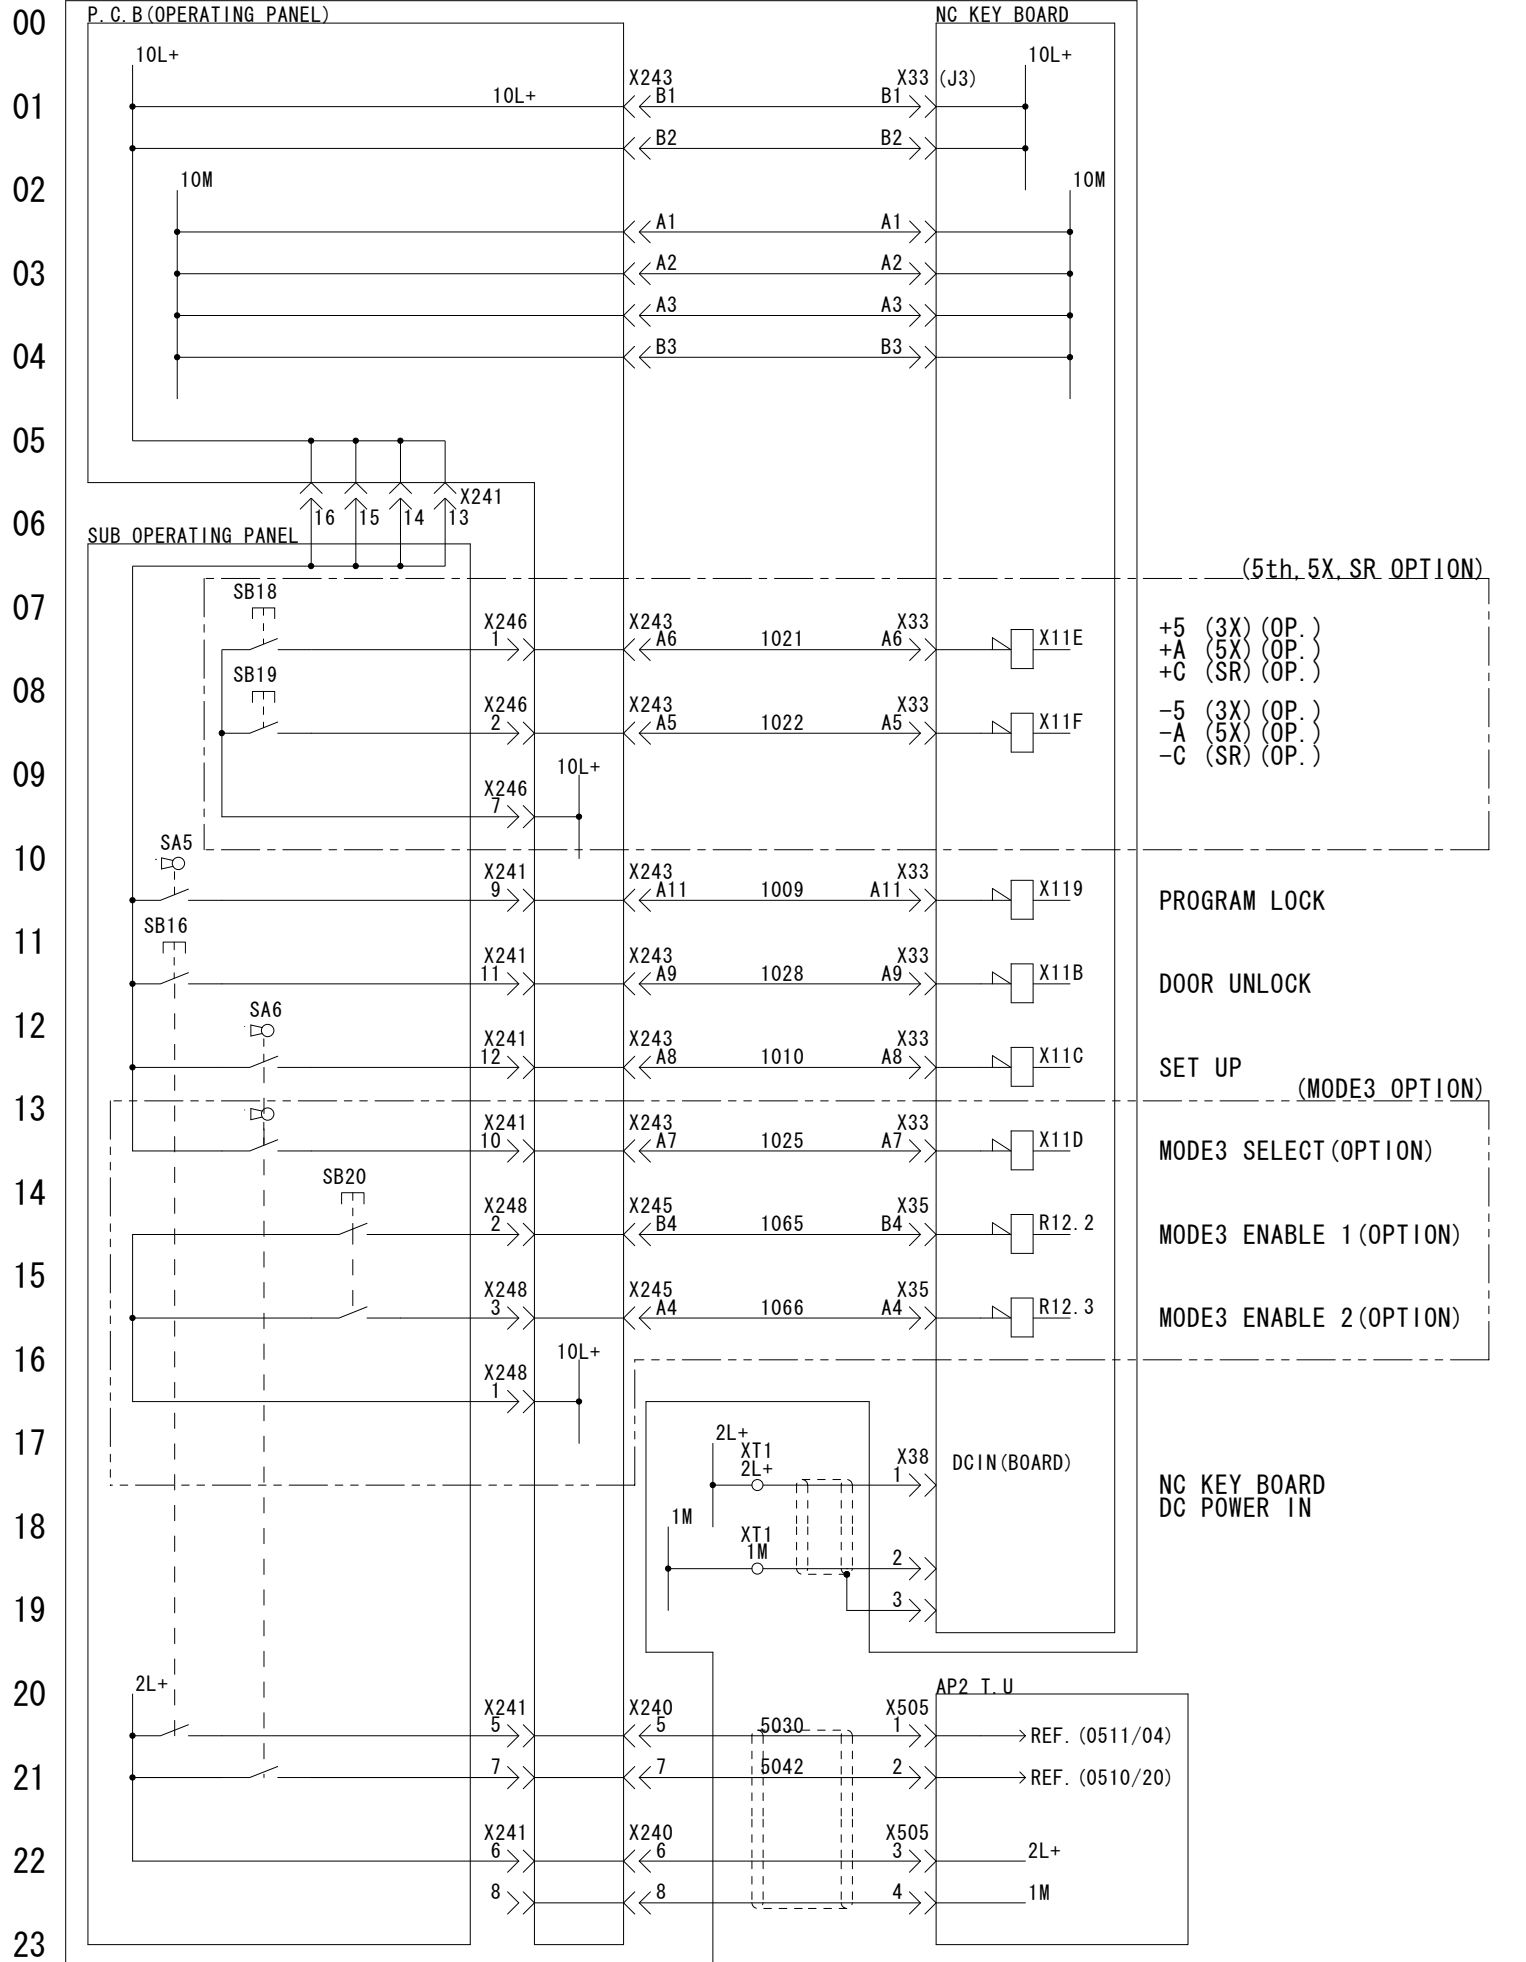 00
P.C.B(OPERATING PANEL)
NC KEY BOARD
10L+
10L+
X243
X33 (J3)
01
10L+
B1
B1
B2
B2
02
10M
10M
A1
A1
03
A2
A2
A3
A3
04
B3
B3
05
X241
06
16
15
14
13
SUB OPERATING PANEL
(5th,5X,SR OPTION)
07
SB18
X246
1
X243
A6
1021
X33
A6
X11E
+5 (3X)(OP.)
+A (5X)(OP.)
+C (SR)(OP.)
08
SB19
X246
2
X243
A5
1022
X33
A5
X11F
-5 (3X)(OP.)
-A (5X)(OP.)
-C (SR)(OP.)
09
10L+
X246
7
10
SA5
X241
9
X243
A11
1009
X33
A11
X119
PROGRAM LOCK
11
SB16
X241
11
X243
A9
1028
X33
A9
X11B
DOOR UNLOCK
12
SA6
X241
12
X243
A8
1010
X33
A8
X11C
SET UP
(MODE3 OPTION)
13
X241
10
X243
A7
1025
X33
A7
X11D
MODE3 SELECT(OPTION)
14
SB20
X248
2
X245
B4
1065
X35
B4
R12.2
MODE3 ENABLE 1(OPTION)
15
X248
3
X245
A4
1066
X35
A4
R12.3
MODE3 ENABLE 2(OPTION)
16
10L+
X248
1
17
2L+
XT1
2L+
X38
1
DCIN(BOARD)
NC KEY BOARD
DC POWER IN
18
1M
XT1
1M
2
19
3
20
2L+
AP2 T.U
X241
5
X240
5
5030
X505
1
REF.(0511/04)
21
7
7
5042
2
REF.(0510/20)
22
X241
6
X240
6
X505
3
2L+
8
8
4
1M
23